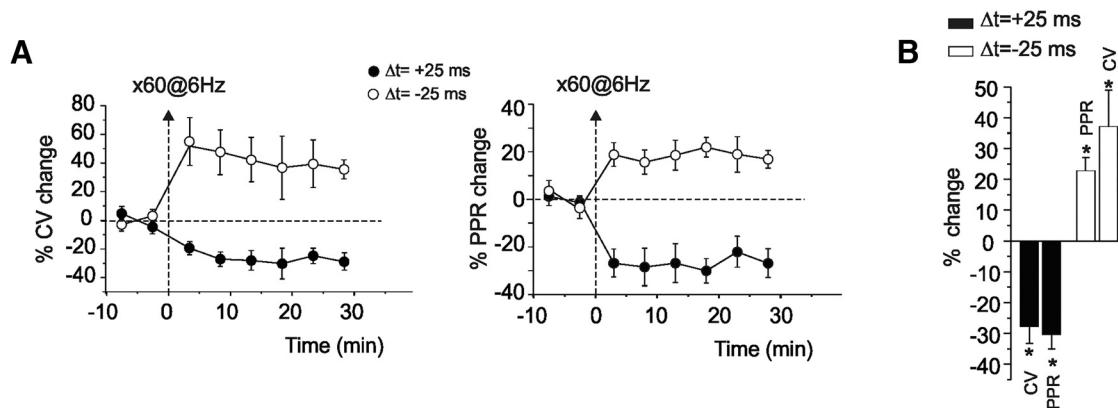 A
x60@6Hz
Δt= +25 ms
Δt= -25 ms
% CV change
80
60
40
20
0
-20
-40
-10
0
10
20
30
Time (min)
x60@6Hz
% PPR change
40
20
0
-20
-40
-10
0
10
20
30
Time (min)
Δt=+25 ms
Δt=-25 ms
B
% change
50
40
30
20
10
0
-10
-20
-30
-40
* PPR
* CV
*
CV
*
PPR